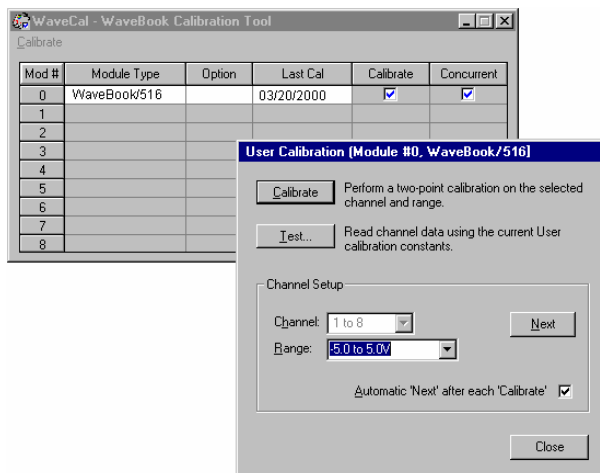 WaveCal - WaveBook Calibration Tool
Calibrate
Mod # Module Type Option Last Cal Calibrate Concurrent
0 WaveBook/516 03/20/2000
1
2
3
4
5
6
7
8
User Calibration (Module #0, WaveBook/516)
Calibrate Perform a two-point calibration on the selected
channel and range.
Test... Read channel data using the current User
calibration constants.
Channel Setup
Channel: 1 to 8
Next
Range: -5.0 to 5.0V
Automatic 'Next' after each 'Calibrate'
Close